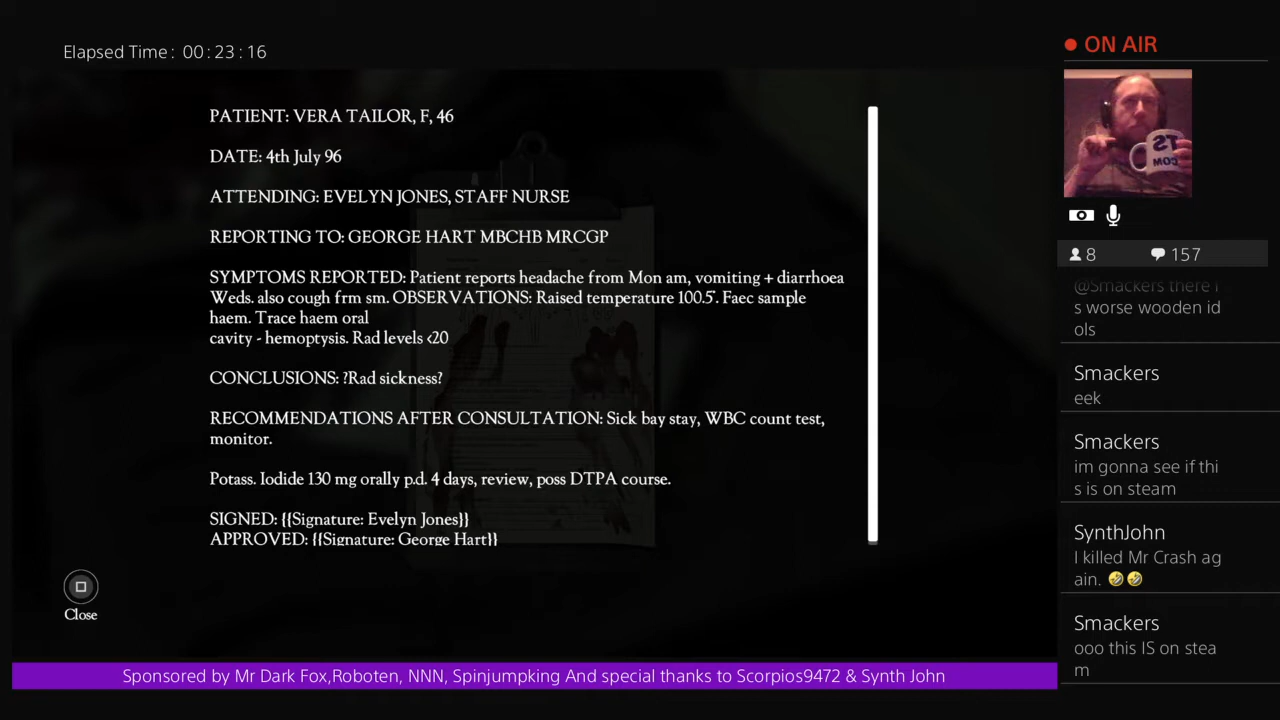 Elapsed Time: 00:23:16
ON AIR
PATIENT: VERA TAILOR, F, 46
DATE: 4th July 96
ATTENDING: EVELYN JONES, STAFF NURSE
REPORTING TO: GEORGE HART MBCHB MRCGP
SYMPTOMS REPORTED: Patient reports headache from Mon am, vomiting + diarrhoea
Weds. also cough frm sm. OBSERVATIONS: Raised temperature 100.5°. Faec sample
haem. Trace haem oral
cavity - hemoptysis. Rad levels <20
CONCLUSIONS: ?Rad sickness?
RECOMMENDATIONS AFTER CONSULTATION: Sick bay stay, WBC count test,
monitor.
Potass. Iodide 130 mg orally p.d. 4 days, review, poss DTPA course.
SIGNED: {{Signature: Evelyn Jones}}
APPROVED: {{Signature: George Hart}}
Close
Sponsored by Mr Dark Fox,Roboten, NNN, Spinjumpking And special thanks to Scorpios9472 & Synth John
TS
COM
8 157
@Smackers there i
s worse wooden id
ols
Smackers
eek
Smackers
im gonna see if thi
s is on steam
SynthJohn
I killed Mr Crash ag
ain. 🤣🤣
Smackers
ooo this IS on stea
m